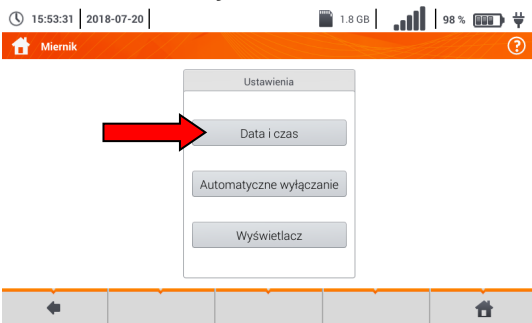 15:53:31 2018-07-20 1.8 GB 98 %
Miernik ?
Ustawienia
Data i czas
Automatyczne wyłączanie
Wyświetlacz